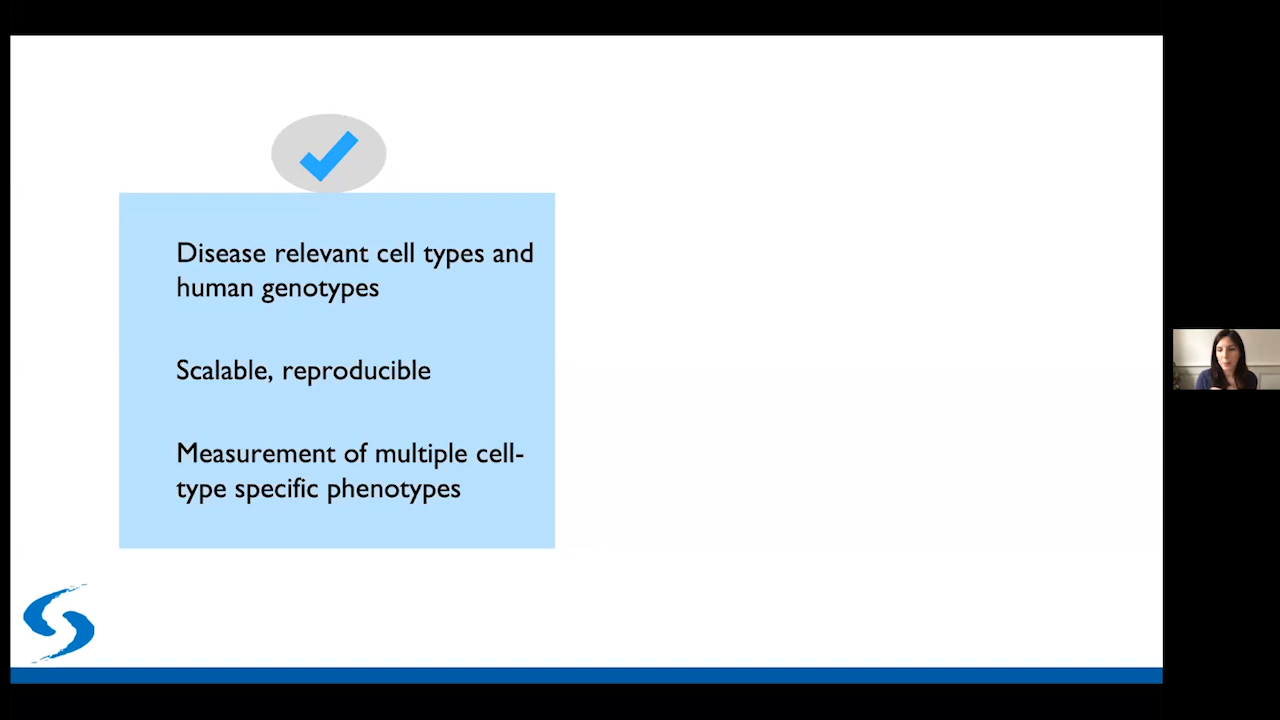 Disease relevant cell types and
human genotypes
Scalable, reproducible
Measurement of multiple cell-
type specific phenotypes